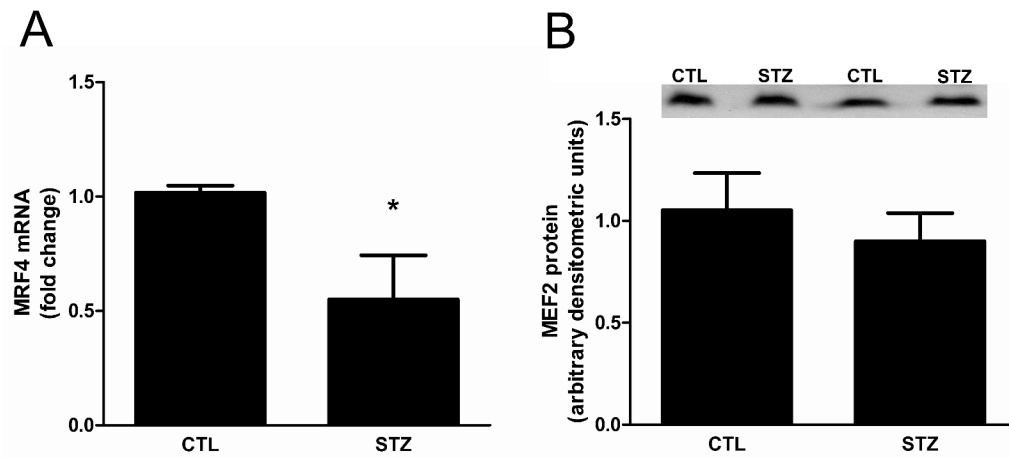 A
1.5
1.0
0.5
0.0
MRF4 mRNA
(fold change)
*
CTL STZ
B
CTL STZ CTL STZ
1.5
1.0
0.5
0.0
MEF2 protein
(arbitrary densitometric units)
CTL STZ